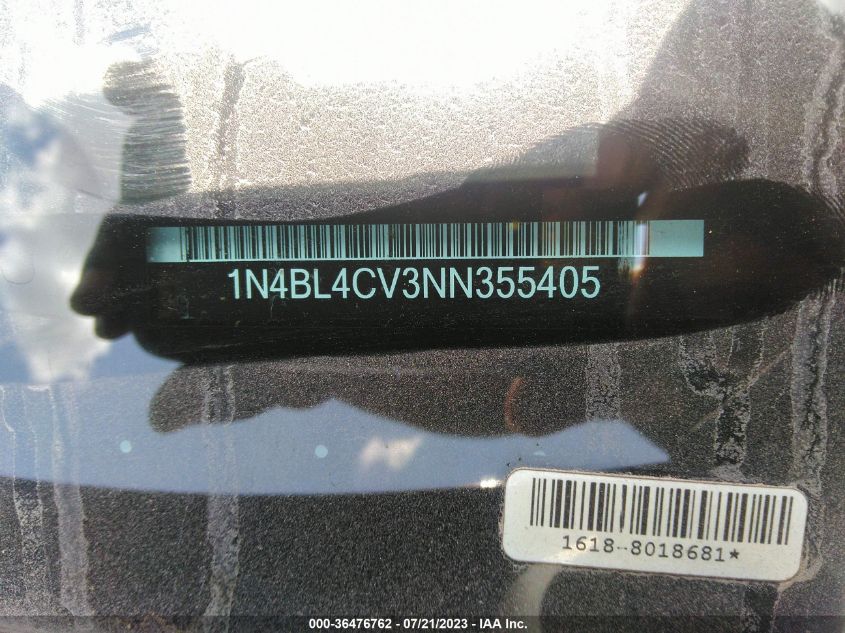 1N4BL4CV3NN355405
1618-8018681*
000-36476762 / 07/21/2023 - IAA Inc.